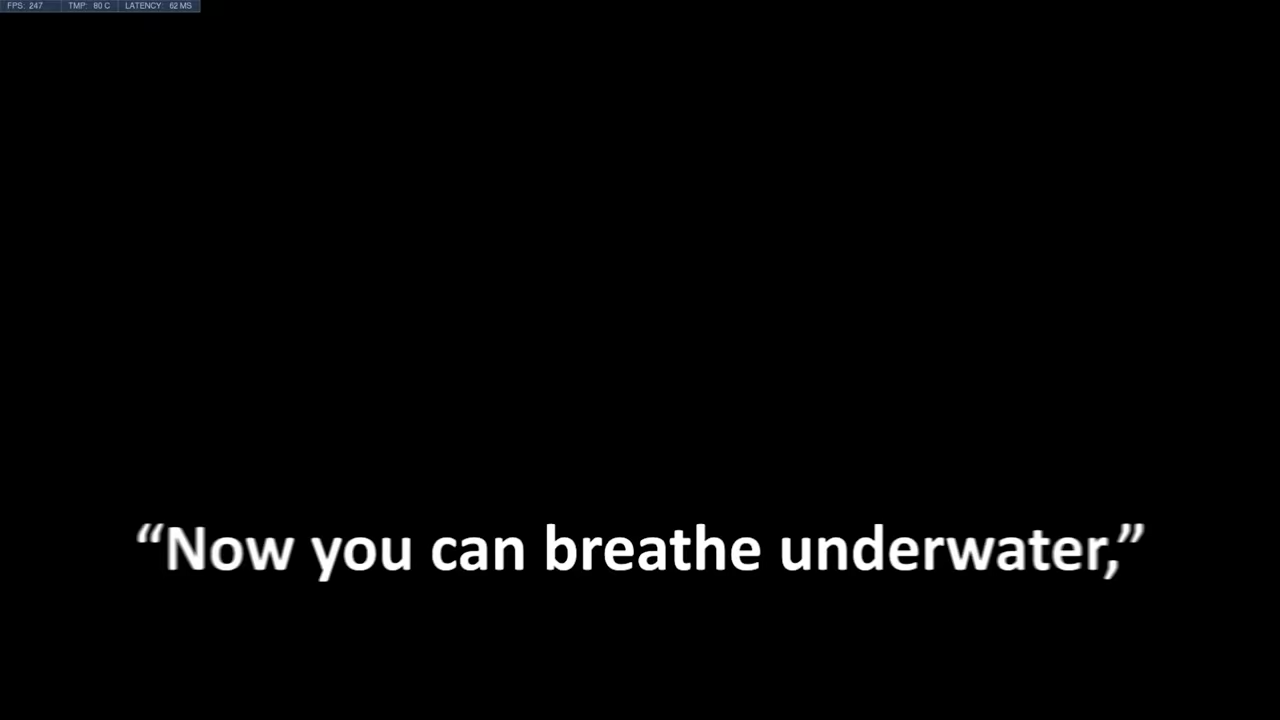 FPS: 247 TMP: 80 C LATENCY: 62 MS
“Now you can breathe underwater,”